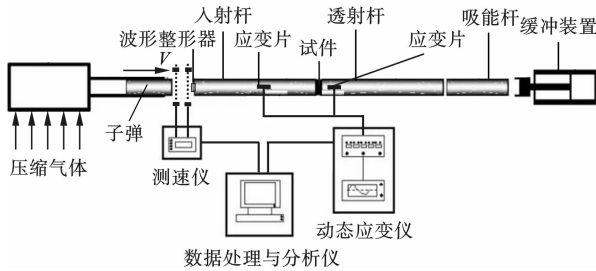 入射杆
透射杆
吸能杆
波形整形器
应变片
试件
应变片
缓冲装置
V
子弹
压缩气体
测速仪
动态应变仪
数据处理与分析仪